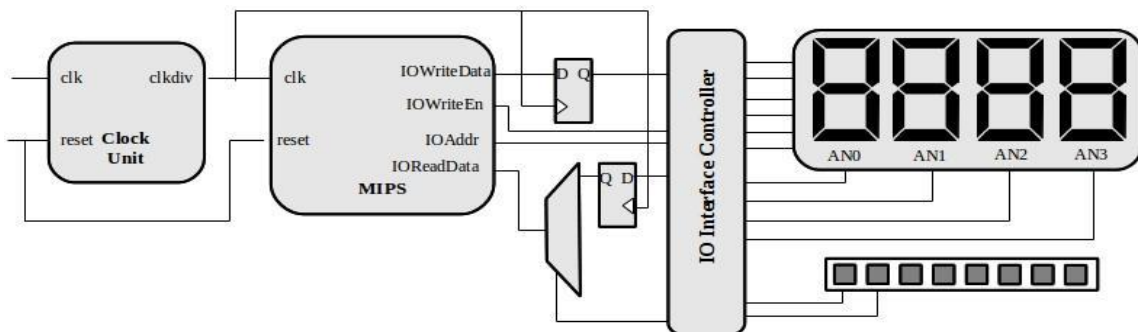 clk
clkdiv
reset
Clock
Unit
clk
reset
IOWriteData
IOWriteEn
IOAddr
IOReadData
MIPS
D Q
Q D
IO Interface Controller
AN0
AN1
AN2
AN3